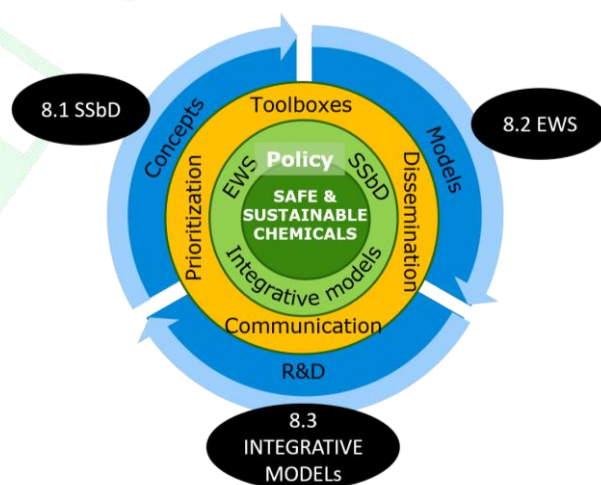 8.1 SSbD
8.2 EWS
Concepts
Models
R&D
Toolboxes
Prioritization
Dissemination
Communication
Policy
EWS
SSbD
Integrative models
SAFE &
SUSTAINABLE
CHEMICALS
8.3
INTEGRATIVE
MODELs